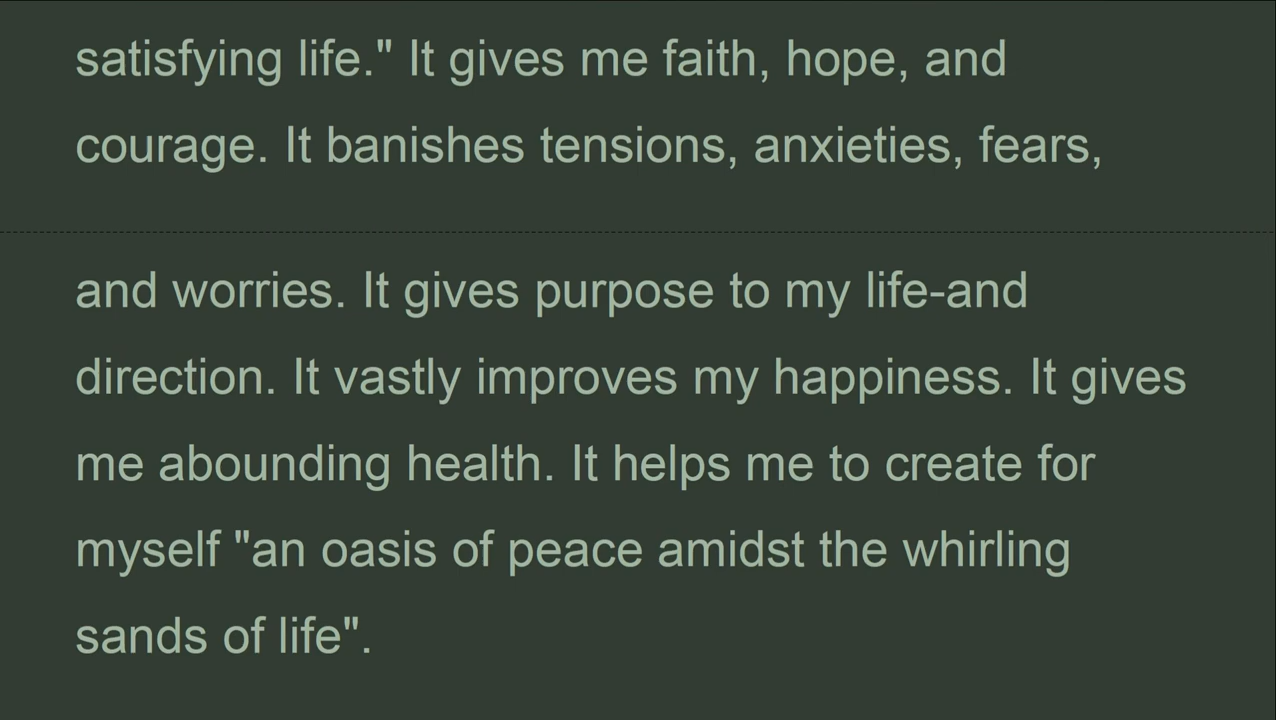 satisfying life." It gives me faith, hope, and
courage. It banishes tensions, anxieties, fears,
and worries. It gives purpose to my life-and
direction. It vastly improves my happiness. It gives
me abounding health. It helps me to create for
myself "an oasis of peace amidst the whirling
sands of life".